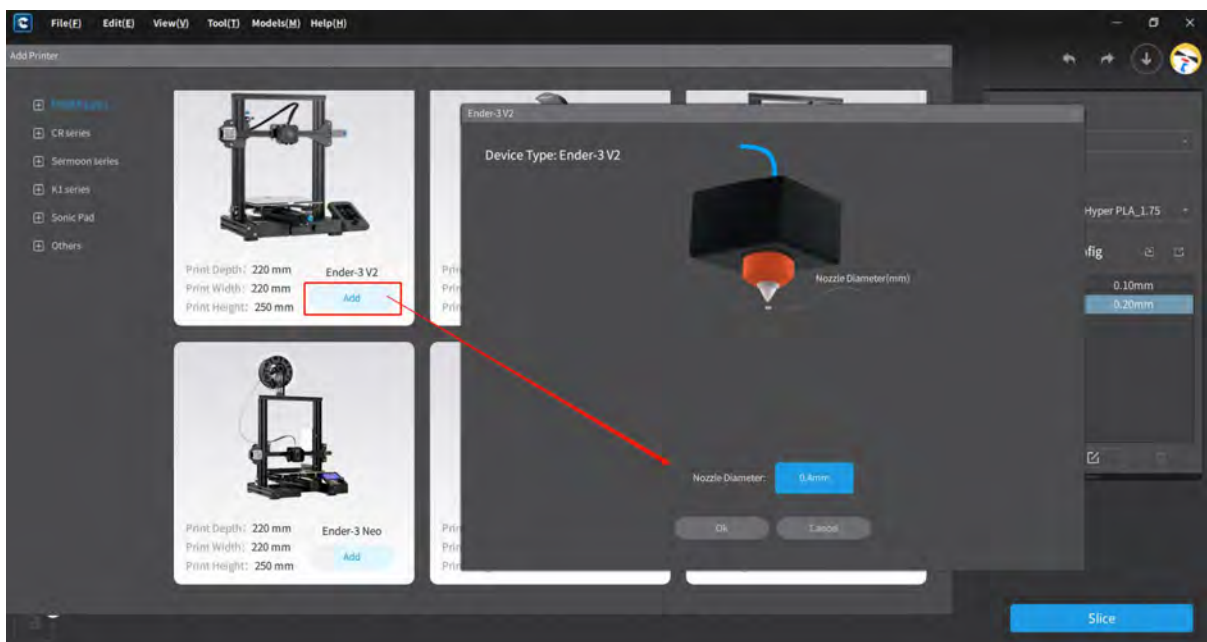 File(F) Edit(E) View(V) Tool(T) Models(M) Help(H)
Add Printer
CR series
Sermoon series
K1 series
Sonic Pad
Others
Print Depth: 220 mm
Print Width: 220 mm
Print Height: 250 mm
Ender-3 V2
Add
Print Depth: 220 mm
Print Width: 220 mm
Print Height: 250 mm
Ender-3 Neo
Add
Ender-3 V2
Device Type: Ender-3 V2
Nozzle Diameter(mm)
Nozzle Diameter: 0.4mm
Ok Cancel
Hyper PLA_1.75
0.10mm
0.20mm
Slice